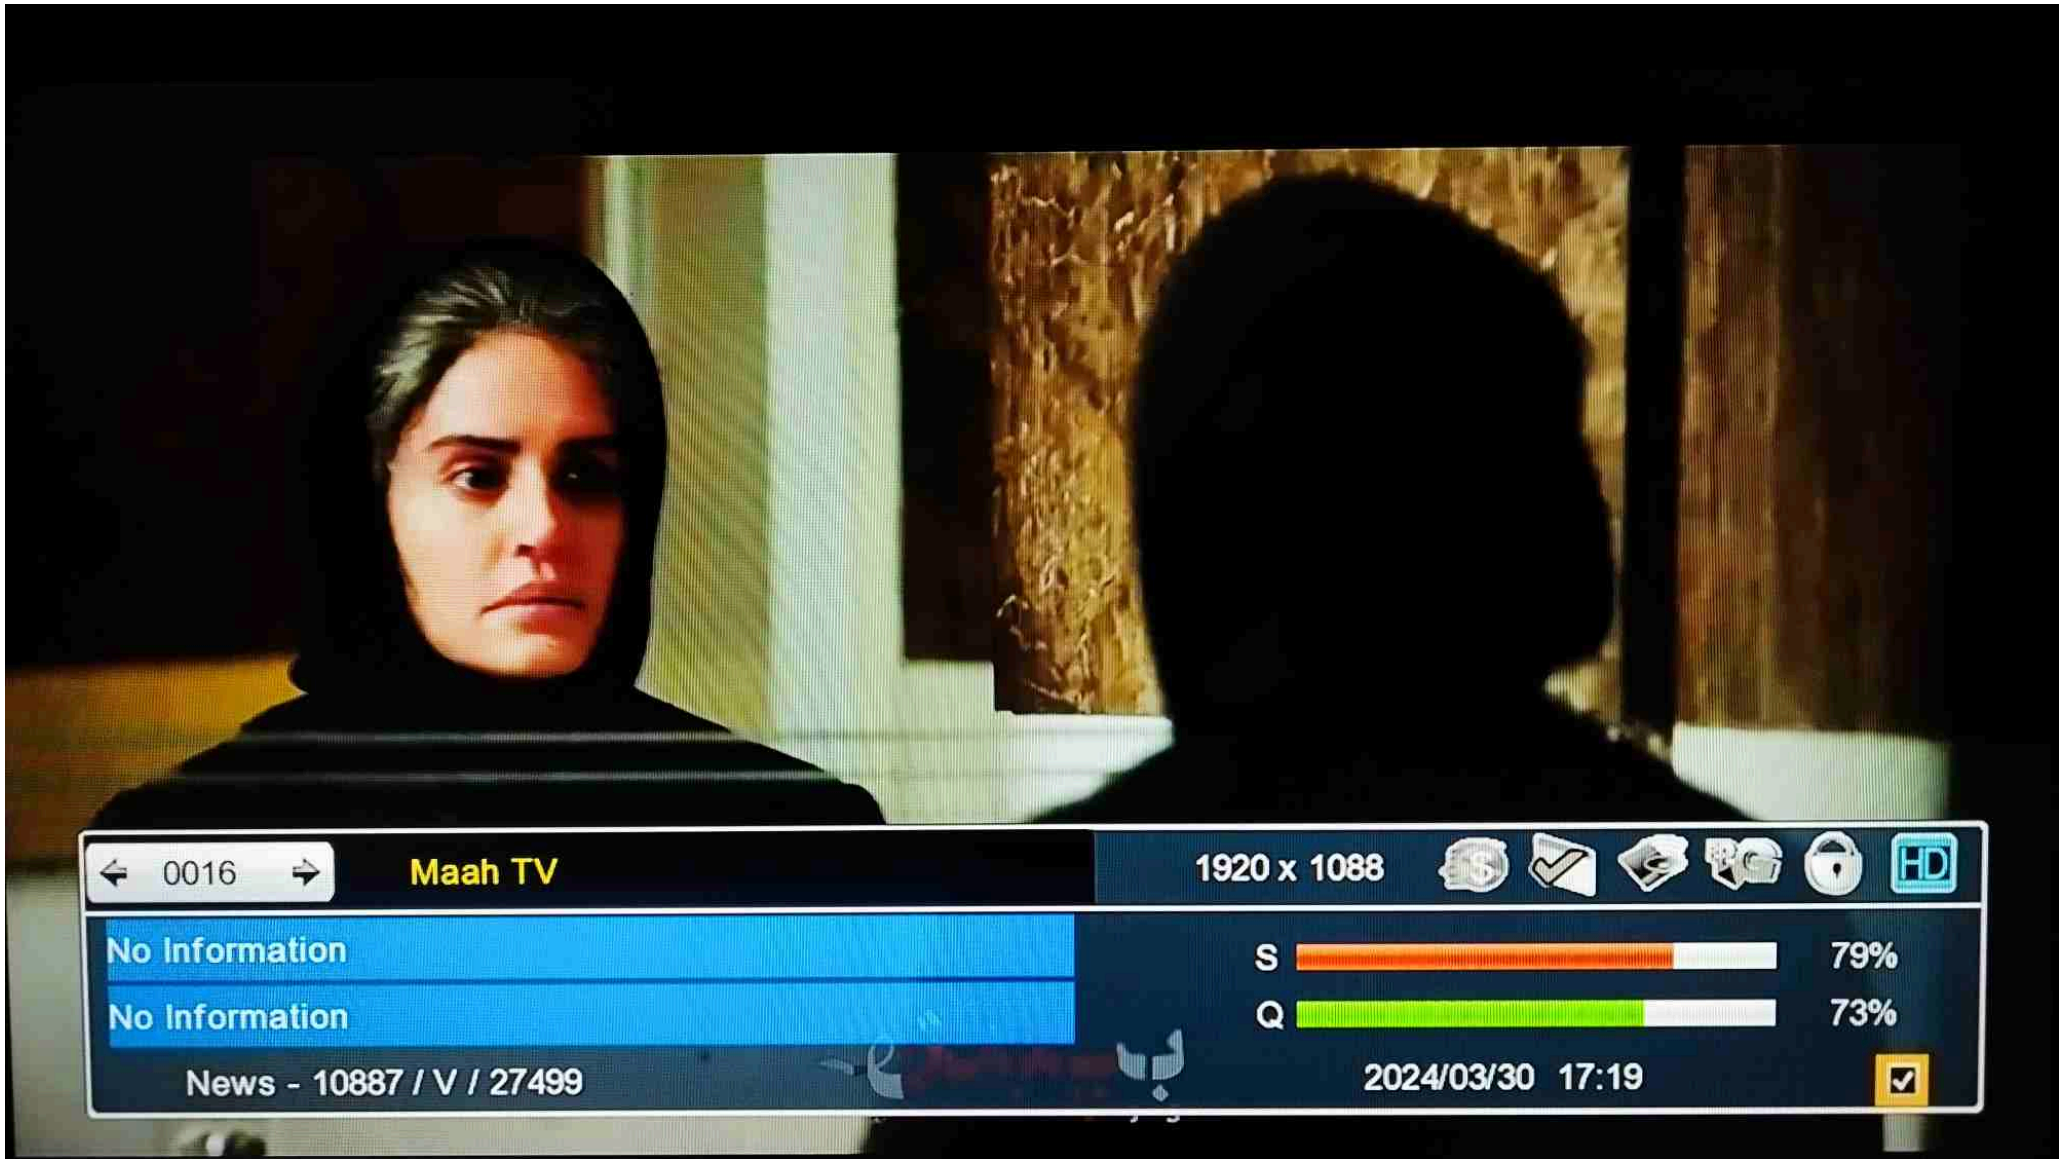 0016
Maah TV
1920 x 1088
HD
No Information
S 79%
No Information
Q 73%
News - 10887 / V / 27499
2024/03/30 17:19